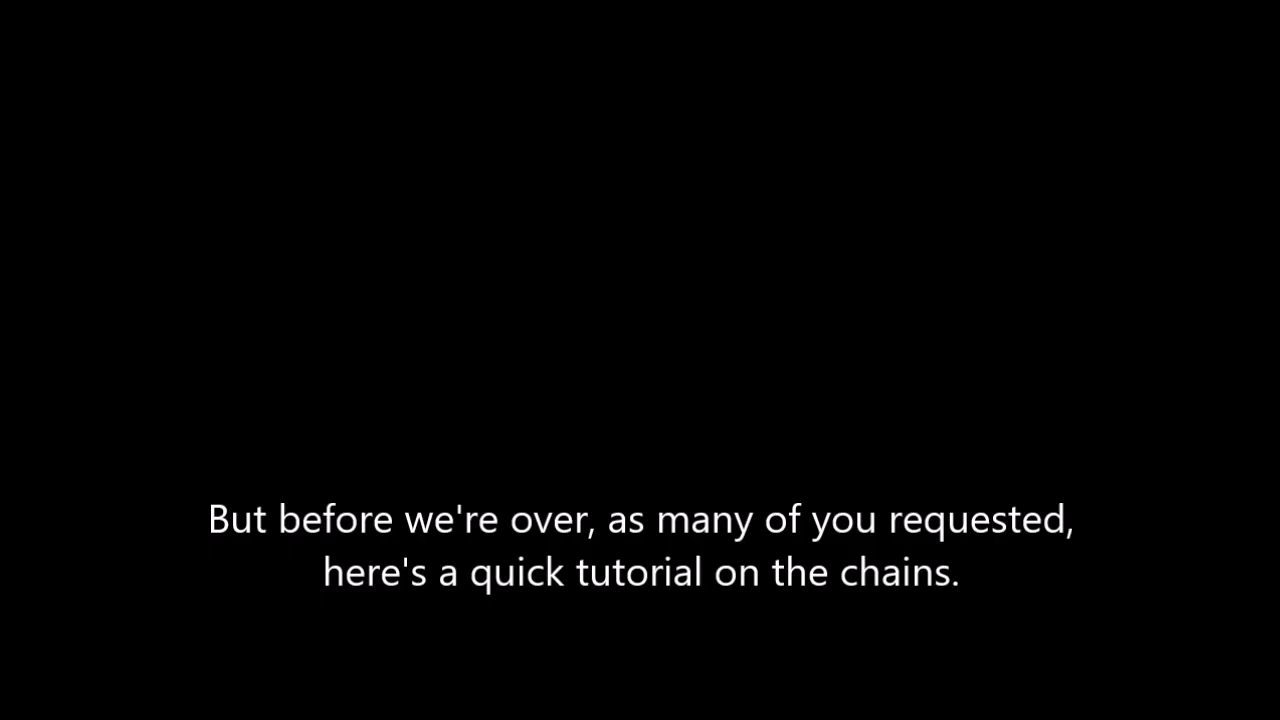 But before we're over, as many of you requested,
here's a quick tutorial on the chains.